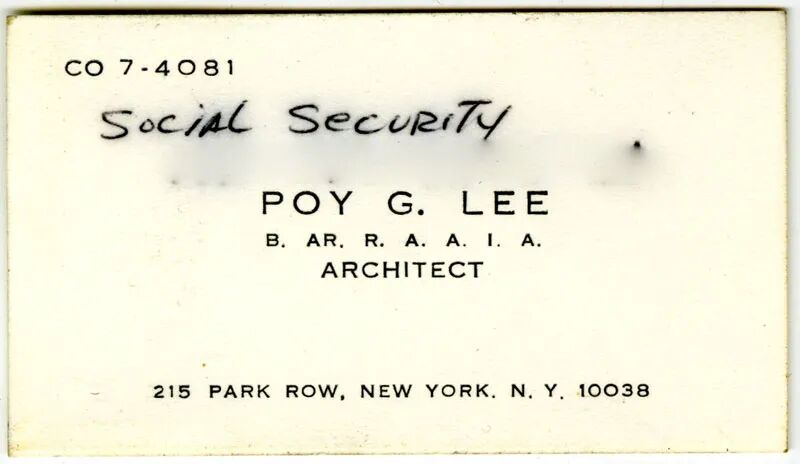 CO 7-4081
Social Security
POY G. LEE
B. AR. R. A. A. I. A.
ARCHITECT
215 PARK ROW, NEW YORK. N. Y. 10038